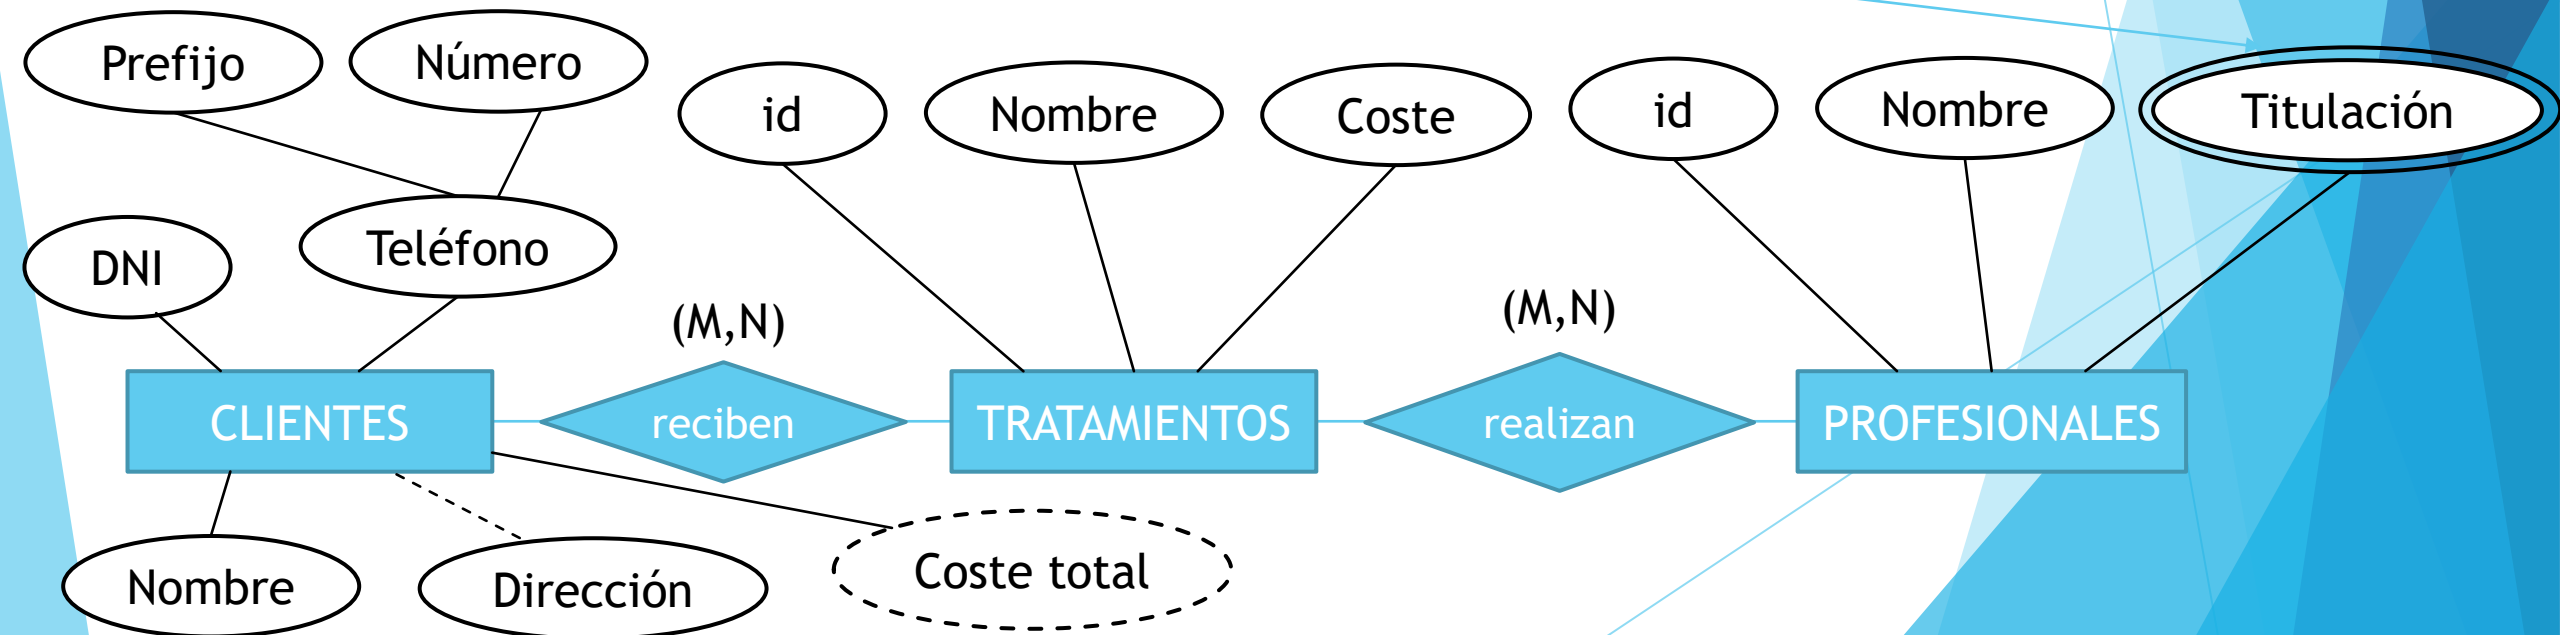 Prefijo
Número
id
Nombre
Coste
id
Nombre
Titulación
DNI
Teléfono
(M,N)
(M,N)
CLIENTES
reciben
TRATAMIENTOS
realizan
PROFESIONALES
Nombre
Dirección
Coste total